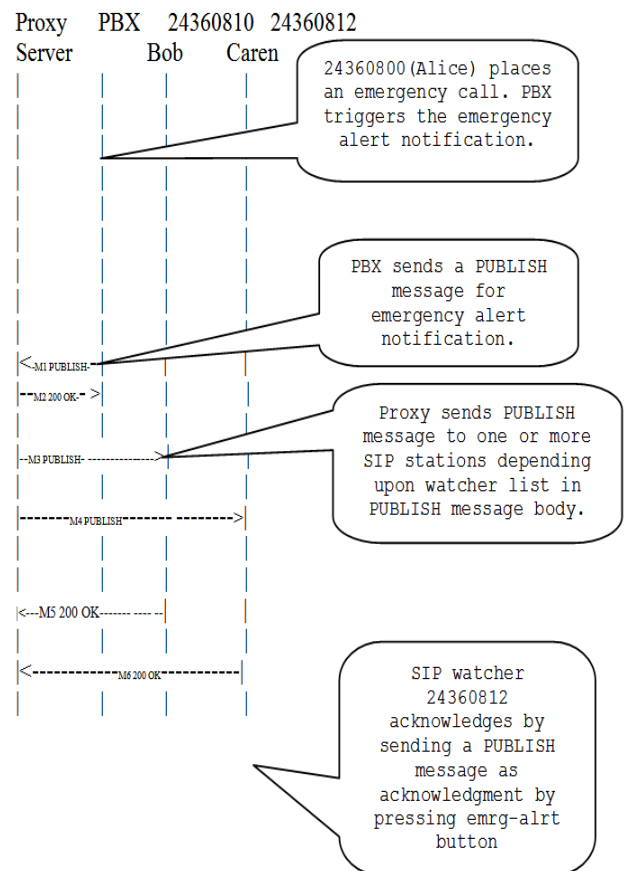 Proxy PBX 24360810 24360812
Server Bob Caren
24360800(Alice) places
an emergency call. PBX
triggers the emergency
alert notification.
PBX sends a PUBLISH
message for
emergency alert
notification.
<-M1 PUBLISH-
--M2 200 OK-- >
Proxy sends PUBLISH
message to one or more
SIP stations depending
upon watcher list in
PUBLISH message body.
--M3 PUBLISH- --------------->
--------M4 PUBLISH-------- -------->
<---M5 200 OK------- ---- --
<------------M6 200 OK------------
SIP watcher
24360812
acknowledges by
sending a PUBLISH
message as
acknowledgment by
pressing emrg-alrt
button